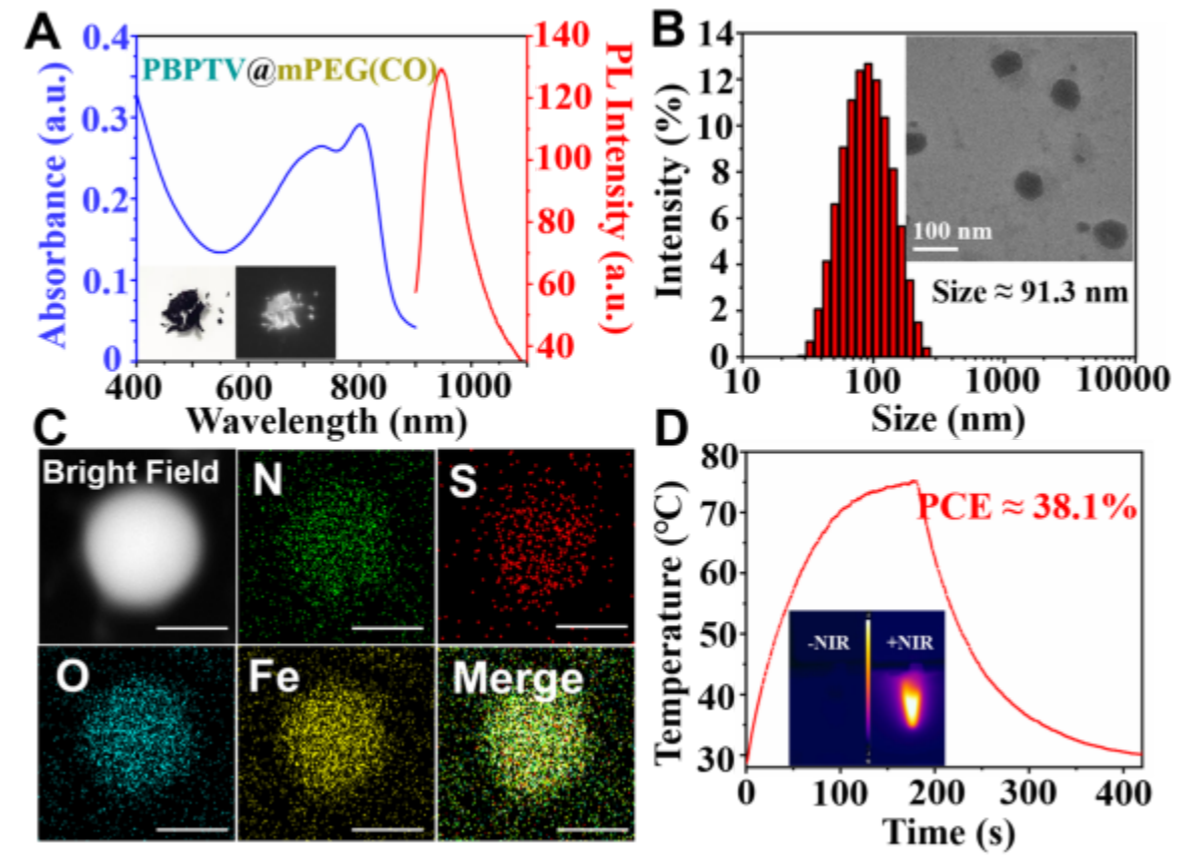 A
PBPTV@mPEG(CO)
Absorbance (a.u.)
0.4
0.3
0.2
0.1
0
140
120
100
80
60
40
PL Intensity (a.u.)
400 600 800 1000
Wavelength (nm)
B
Intensity (%)
14
12
10
8
6
4
2
0
100 nm
Size ≈ 91.3 nm
10 100 1000 10000
Size (nm)
C
Bright Field
N
S
O
Fe
Merge
D
Temperature (℃)
80
70
60
50
40
30
PCE ≈ 38.1%
-NIR +NIR
0 100 200 300 400
Time (s)